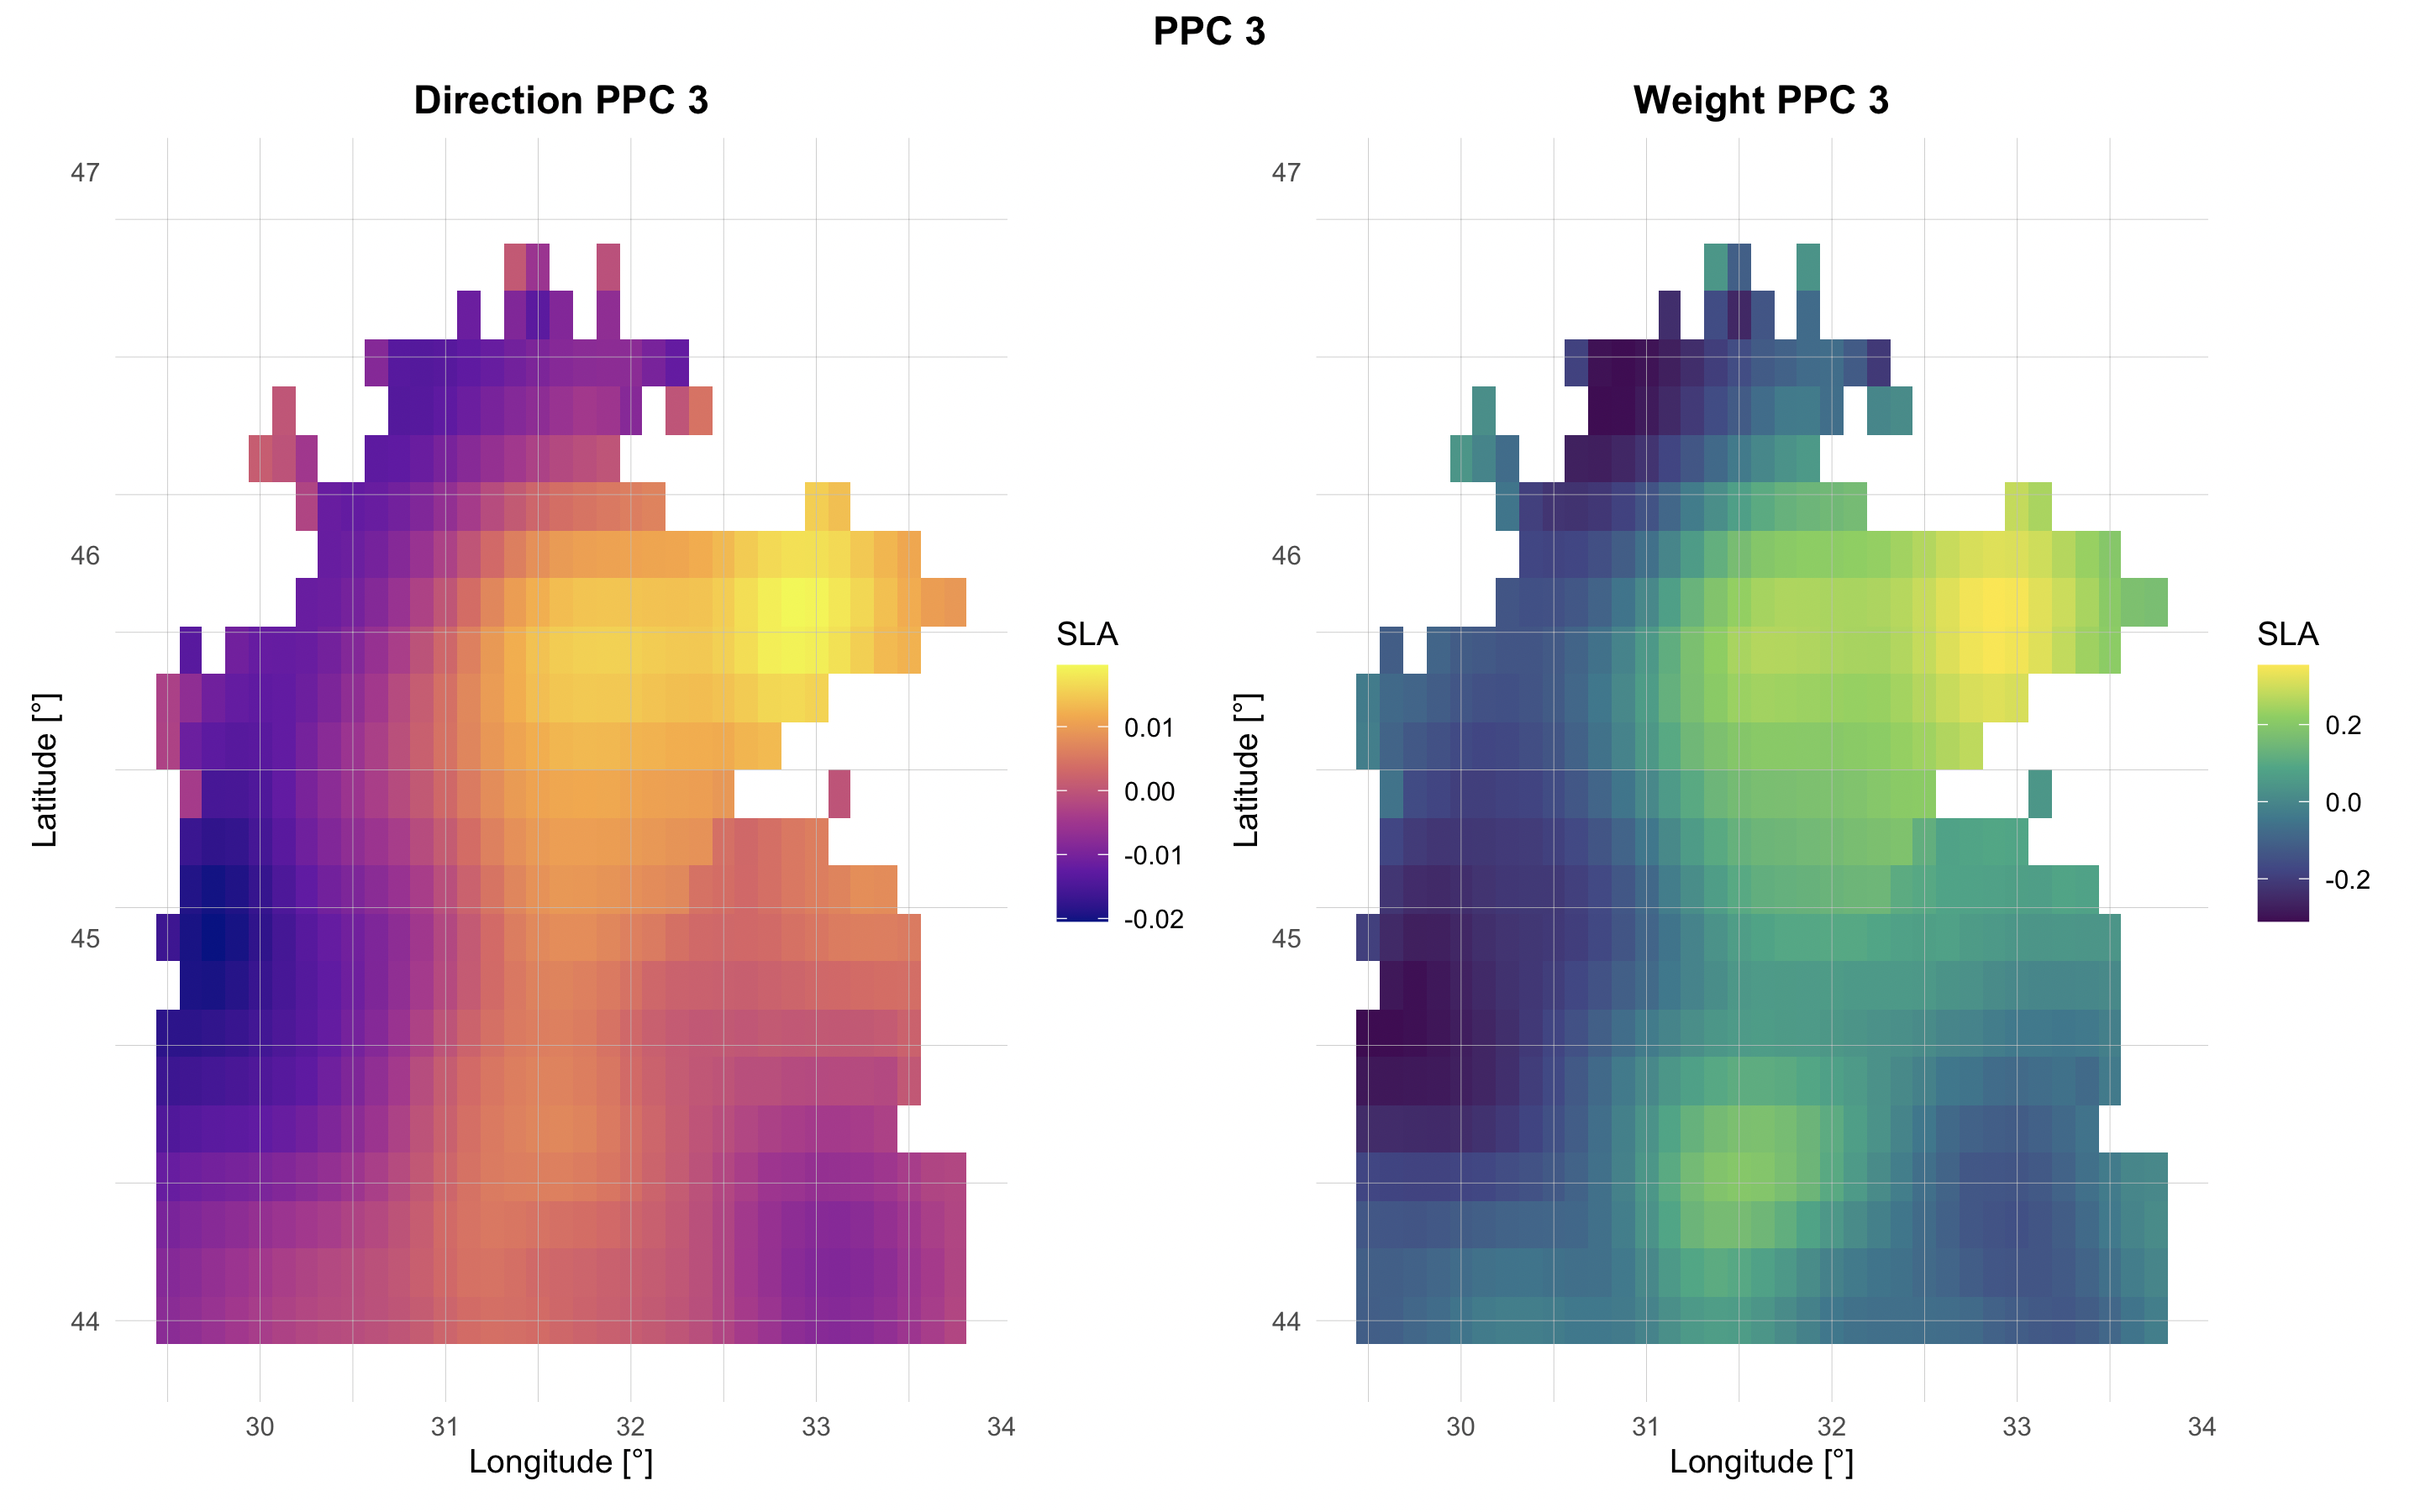 PPC 3
Direction PPC 3
47
46
45
44
Latitude [°]
30 31 32 33 34
Longitude [°]
SLA
0.01
0.00
-0.01
-0.02
Weight PPC 3
47
46
45
44
Latitude [°]
30 31 32 33 34
Longitude [°]
SLA
0.2
0.0
-0.2